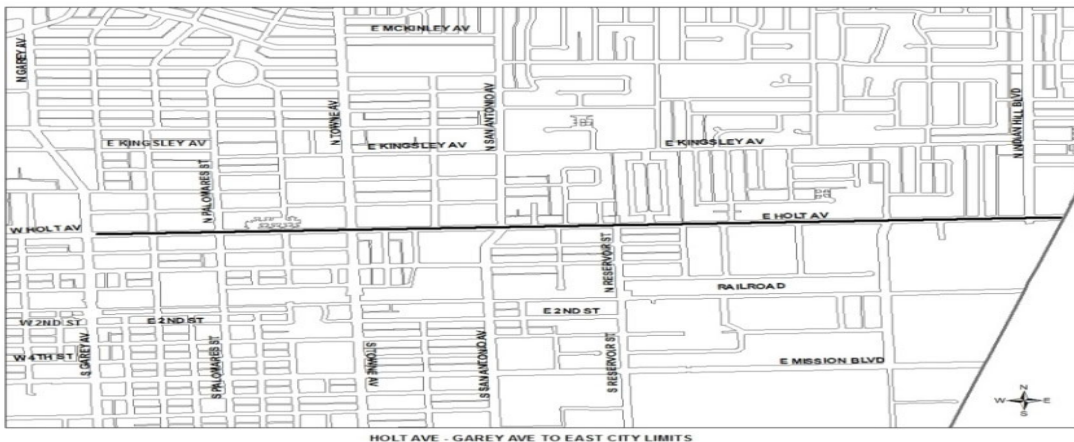 E MCKINLEY AV
N GAREY AV
N TOWNE AV
N SAN ANTONIO AV
N INDIAN HILL BLVD
E KINGSLEY AV
E KINGSLEY AV
E KINGSLEY AV
N PALOMARES ST
W HOLT AV
E HOLT AV
N RESERVOIR ST
RAILROAD
W 2ND ST
E 2ND ST
E 2ND ST
W 4TH ST
S GAREY AV
S PALOMARES ST
S TOWNE AV
S SAN ANTONIO AV
S RESERVOIR ST
E MISSION BLVD
N
W E
S
HOLT AVE - GAREY AVE TO EAST CITY LIMITS